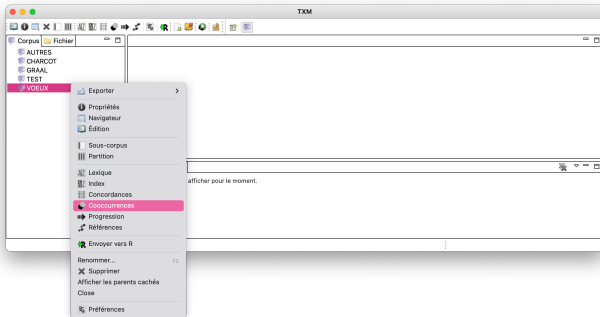 TXM
Corpus
Fichier
AUTRES
CHARCOT
GRAAL
TEST
VOEUX
Exporter
Propriétés
Navigateur
Édition
Sous-corpus
Partition
Lexique
Index
Concordances
Cooccurrences
Progression
Références
Envoyer vers R
Renommer... F2
Supprimer
Afficher les parents cachés
Close
Préférences
afficher pour le moment.